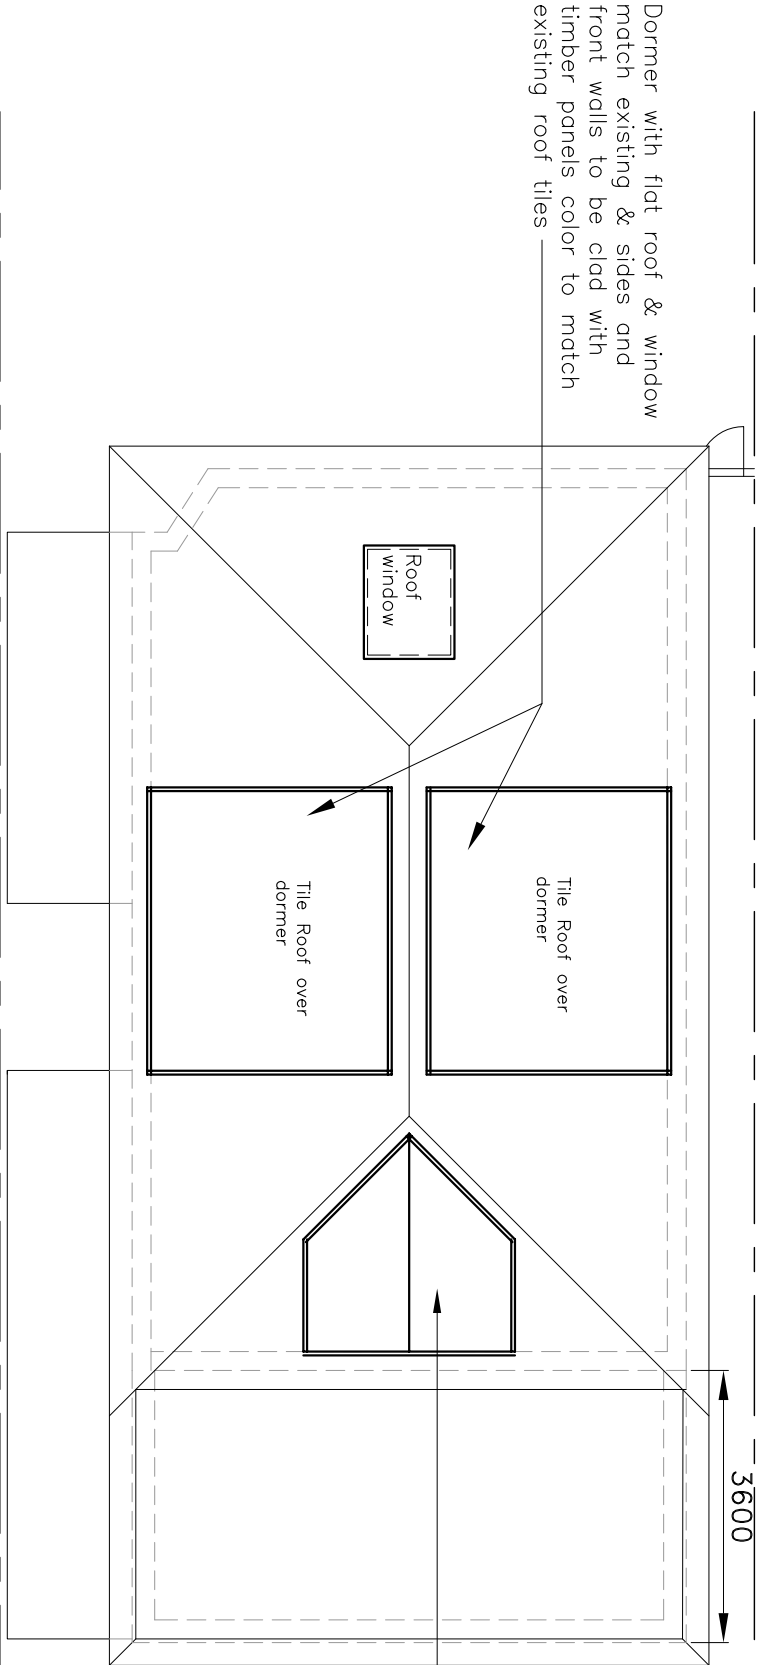 Dormer with flat roof & window
match existing & sides and
front walls to be clad with
timber panels color to match
existing roof tiles
Roof
window
Tile Roof over
dormer
Tile Roof over
dormer
3600